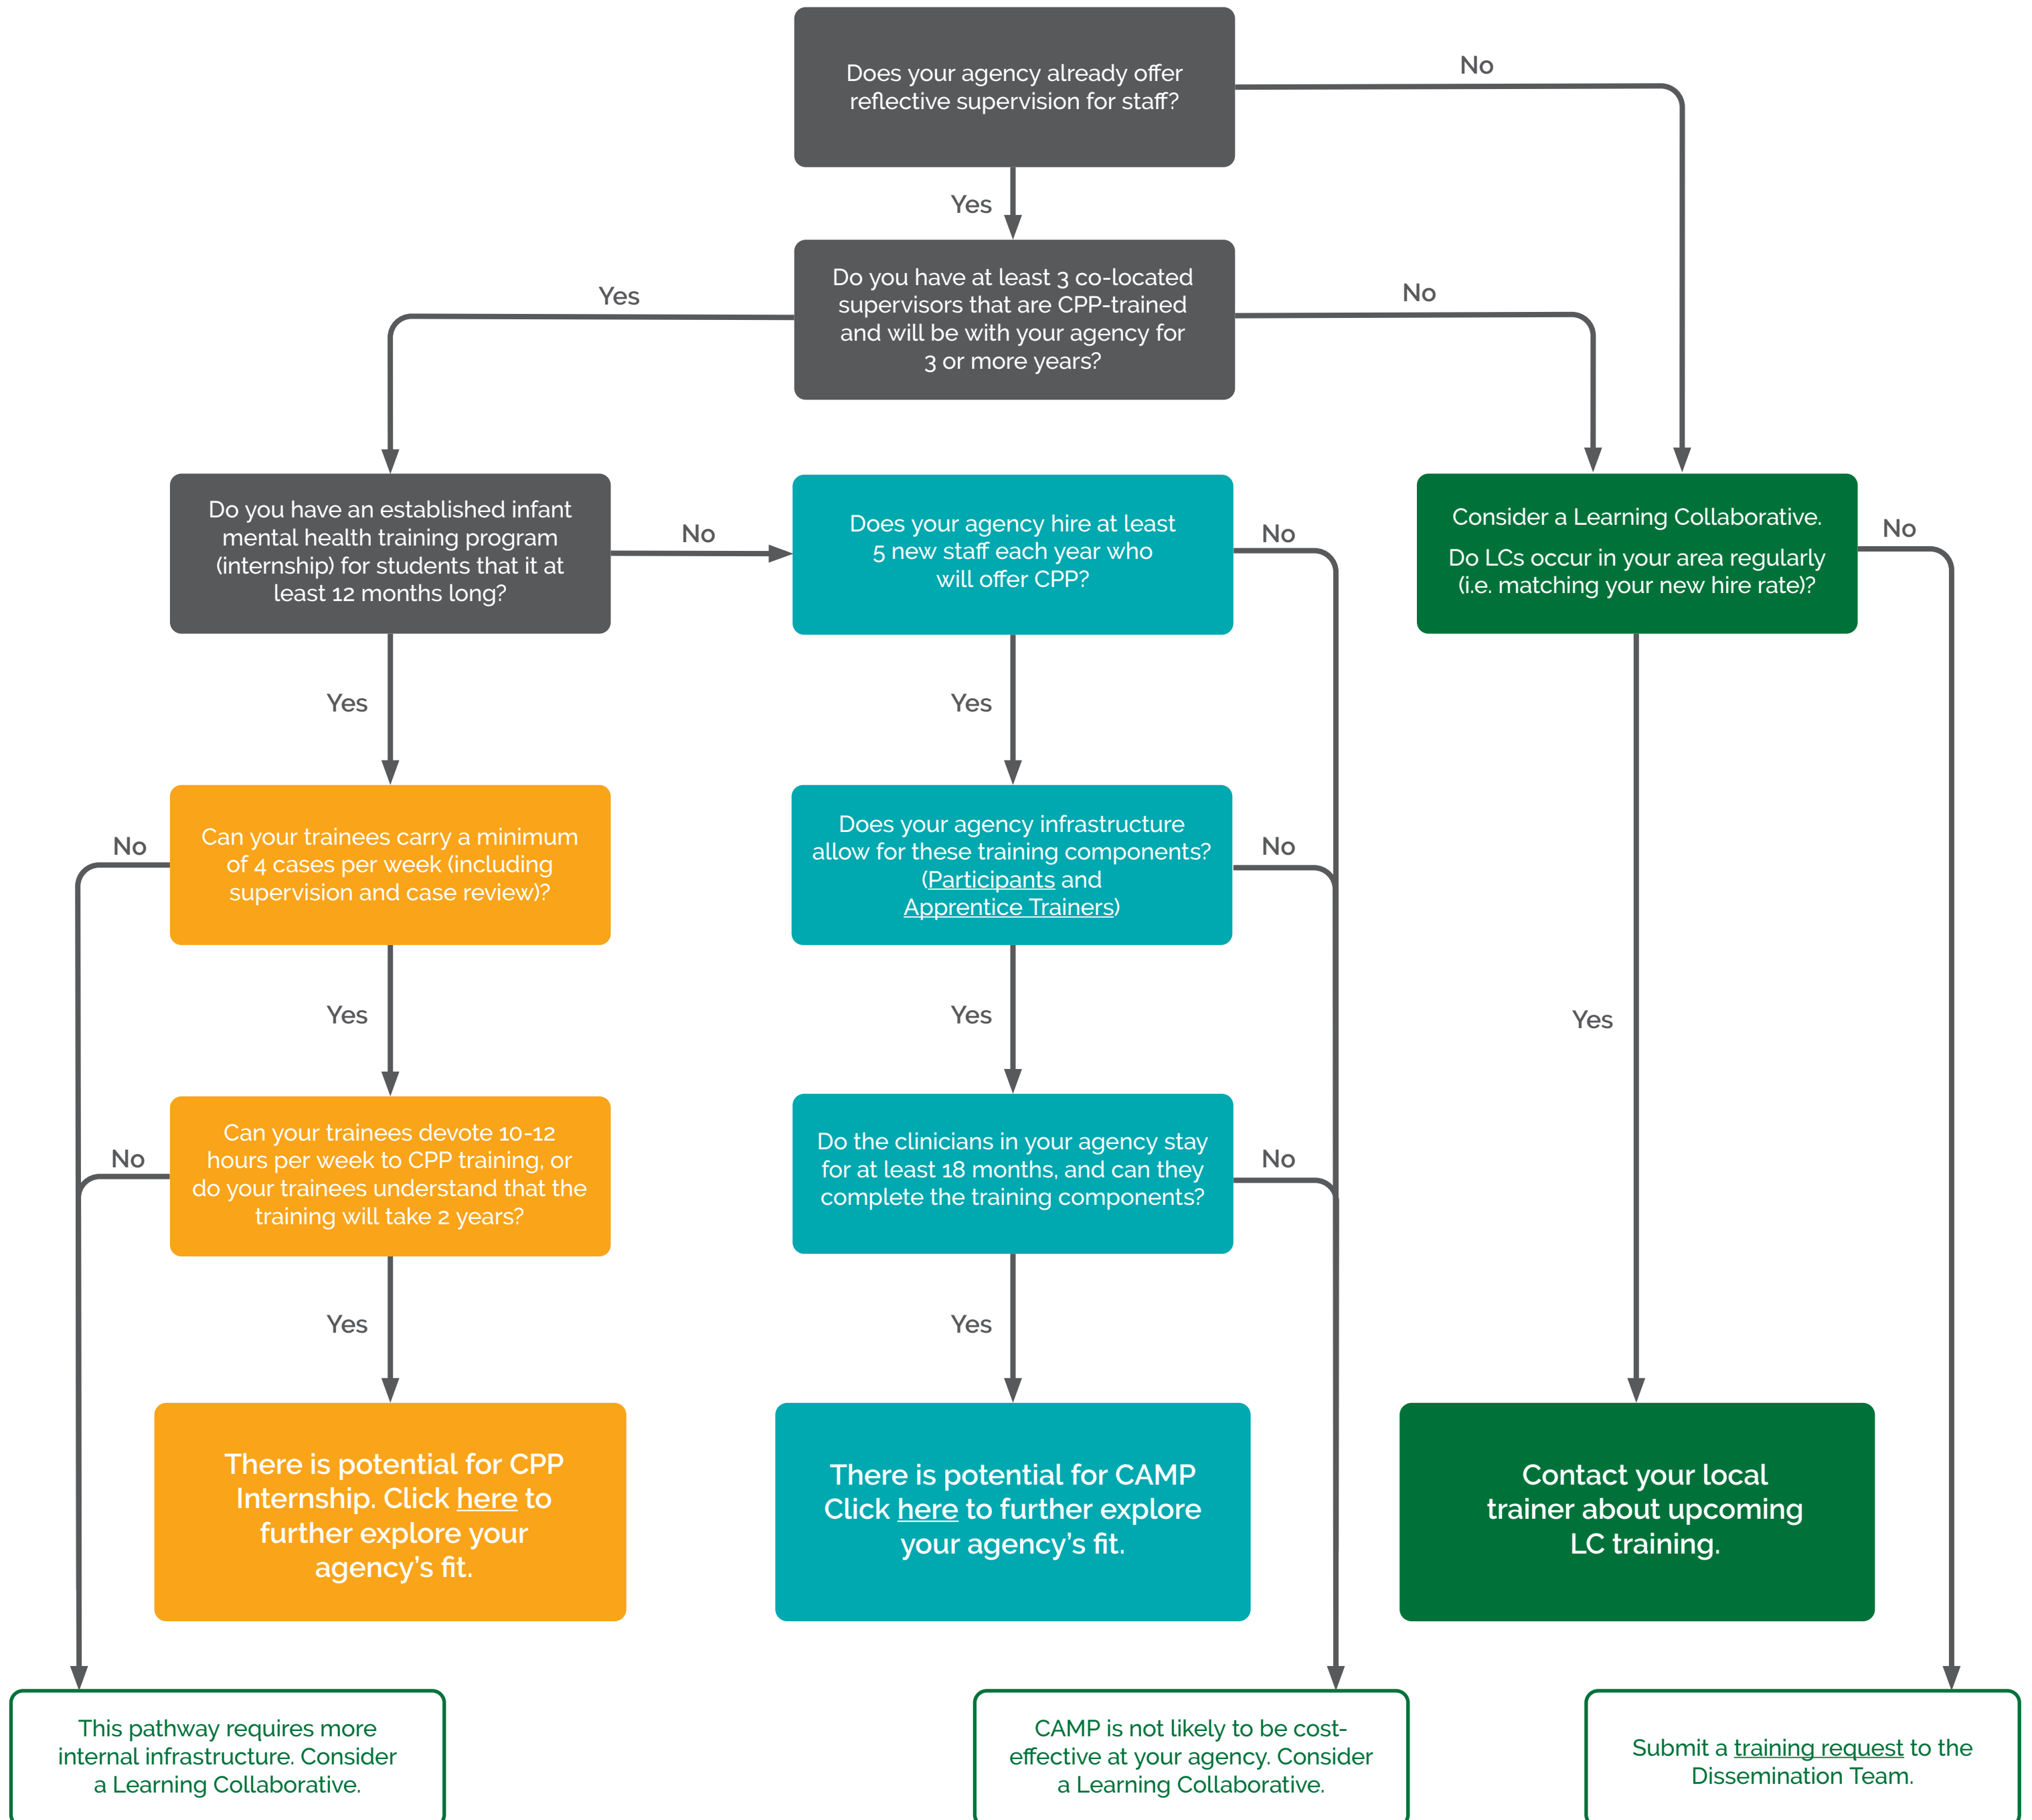 Does your agency already offer
reflective supervision for staff?
No
Yes
Do you have at least 3 co-located
supervisors that are CPP-trained
and will be with your agency for
3 or more years?
Yes
No
Do you have an established infant
mental health training program
(internship) for students that it at
least 12 months long?
No
Does your agency hire at least
5 new staff each year who
will offer CPP?
No
Consider a Learning Collaborative.
Do LCs occur in your area regularly
(i.e. matching your new hire rate)?
No
Yes
Yes
Can your trainees carry a minimum
of 4 cases per week (including
supervision and case review)?
No
Does your agency infrastructure
allow for these training components?
(Participants and
Apprentice Trainers)
No
Yes
Yes
Yes
Can your trainees devote 10-12
hours per week to CPP training, or
do your trainees understand that the
training will take 2 years?
No
Do the clinicians in your agency stay
for at least 18 months, and can they
complete the training components?
No
Yes
Yes
There is potential for CPP
Internship. Click here to
further explore your
agency's fit.
There is potential for CAMP
Click here to further explore
your agency's fit.
Contact your local
trainer about upcoming
LC training.
This pathway requires more
internal infrastructure. Consider
a Learning Collaborative.
CAMP is not likely to be cost-
effective at your agency. Consider
a Learning Collaborative.
Submit a training request to the
Dissemination Team.